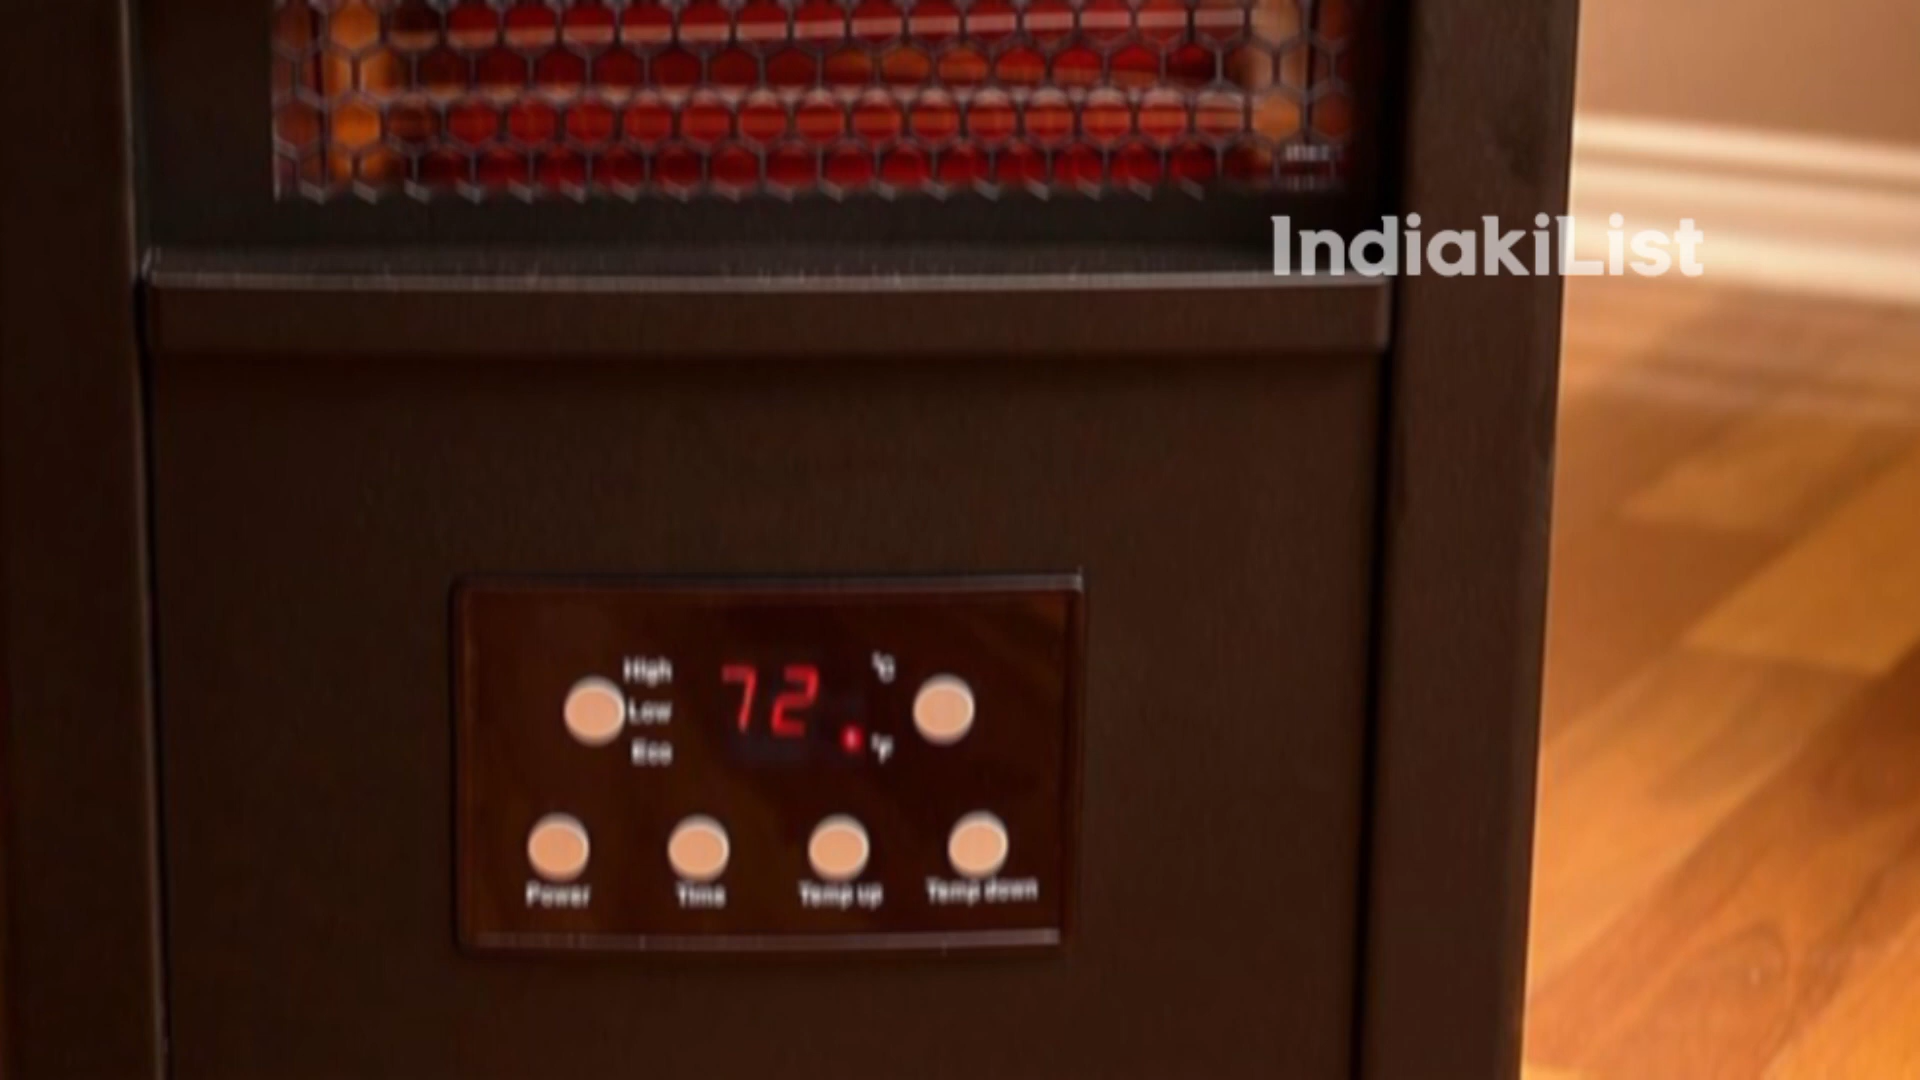 IndiakiList
High
Low
Eco
72.
°C
°F
Power
Time
Temp up
Temp down